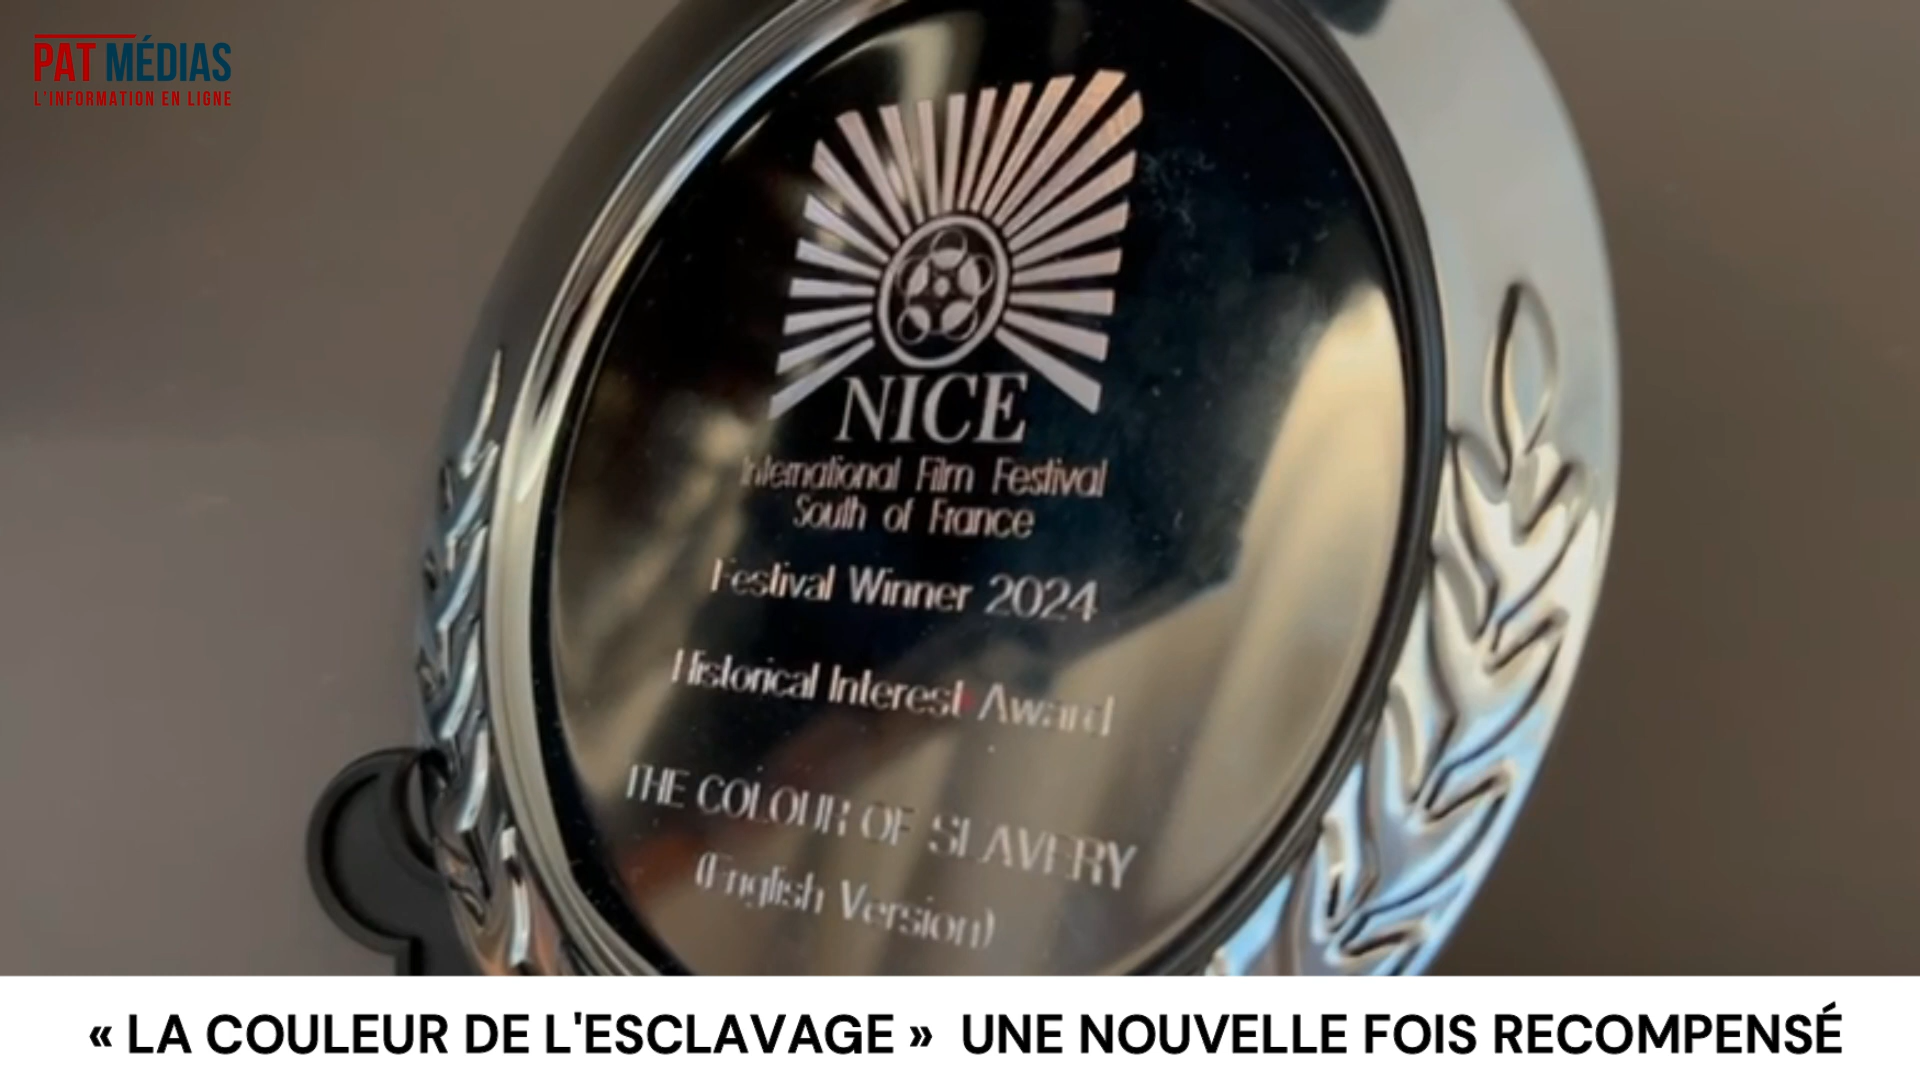 PAT MÉDIAS
L'INFORMATION EN LIGNE
NICE
International Film Festival
South of France
Festival Winner 2024
Historical Interest Award
THE COLOUR OF SLAVERY
(English Version)
« LA COULEUR DE L'ESCLAVAGE » UNE NOUVELLE FOIS RECOMPENSÉ